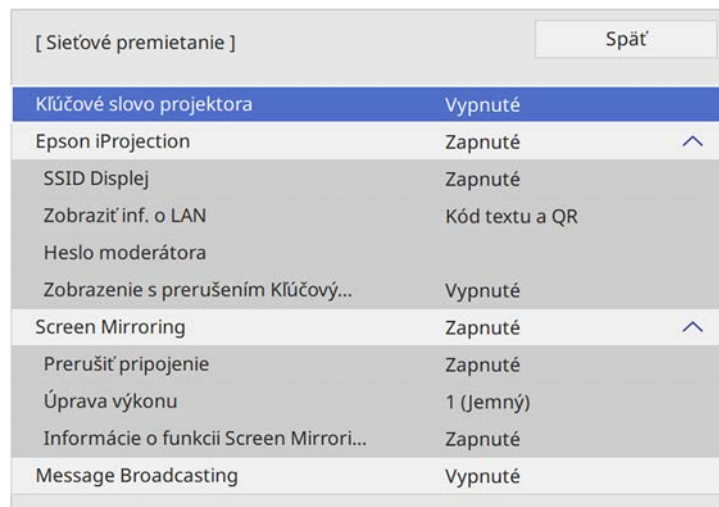 [ Sieťové premietanie ] Späť
Kľúčové slovo projektora Vypnuté
Epson iProjection Zapnuté
SSID Displej Zapnuté
Zobraziť inf. o LAN Kód textu a QR
Heslo moderátora
Zobrazenie s prerušením Kľúčový... Vypnuté
Screen Mirroring Zapnuté
Prerušiť pripojenie Zapnuté
Úprava výkonu 1 (Jemný)
Informácie o funkcii Screen Mirrori... Zapnuté
Message Broadcasting Vypnuté